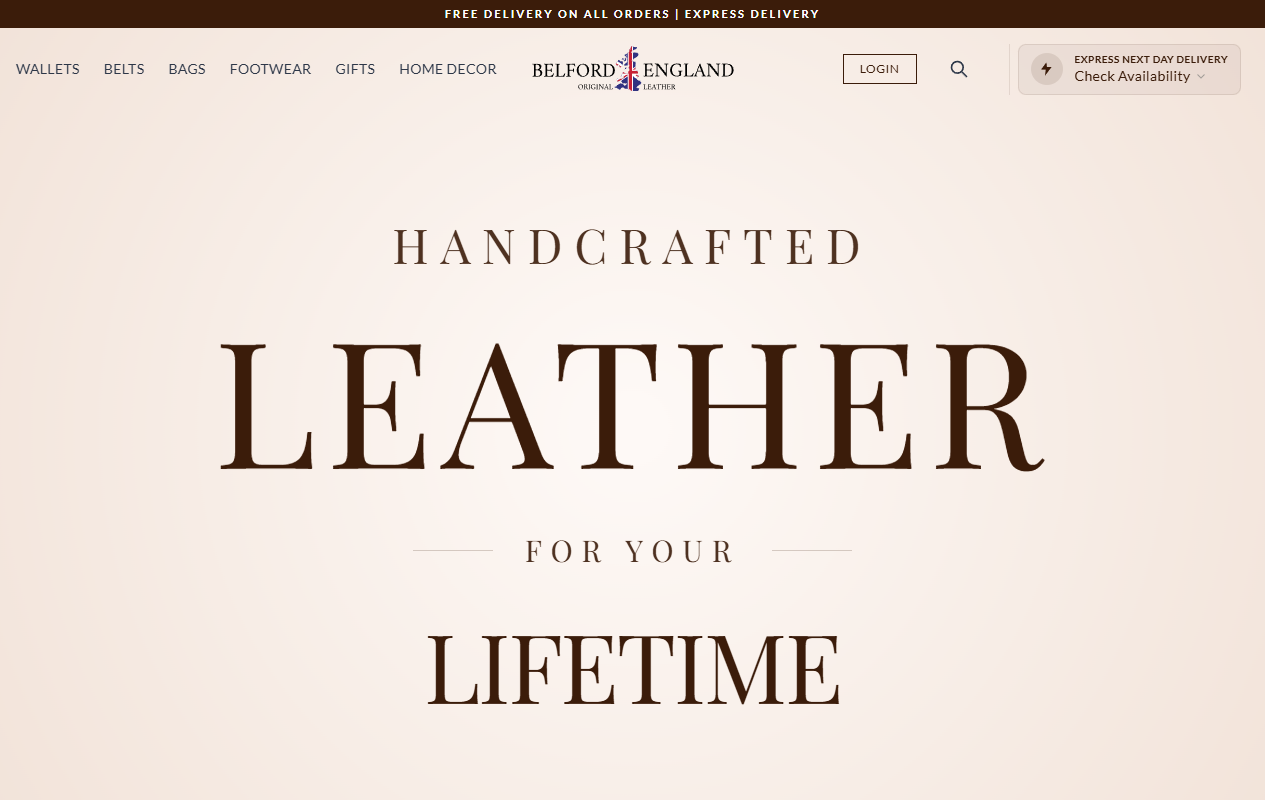 FREE DELIVERY ON ALL ORDERS | EXPRESS DELIVERY
WALLETS BELTS BAGS FOOTWEAR GIFTS HOME DECOR
BELFORD ENGLAND
ORIGINAL LEATHER
LOGIN
EXPRESS NEXT DAY DELIVERY
Check Availability
HANDCRAFTED
LEATHER
FOR YOUR
LIFETIME